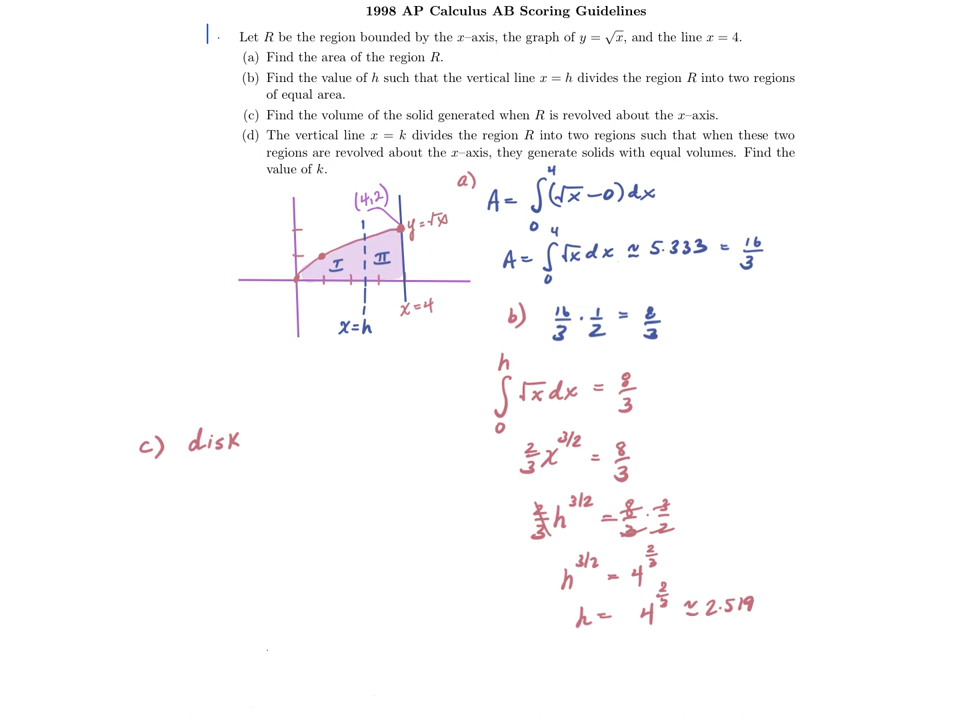 1998 AP Calculus AB Scoring Guidelines
1. Let R be the region bounded by the x–axis, the graph of y = √x, and the line x = 4.
(a) Find the area of the region R.
(b) Find the value of h such that the vertical line x = h divides the region R into two regions
of equal area.
(c) Find the volume of the solid generated when R is revolved about the x–axis.
(d) The vertical line x = k divides the region R into two regions such that when these two
regions are revolved about the x–axis, they generate solids with equal volumes. Find the
value of k.
(4,2)
y = √x
I II
x = 4
x = h
a) A = ∫₀⁴ (√x − 0) dx
A = ∫₀⁴ √x dx ≃ 5.333 = 16/3
b) 16/3 · 1/2 = 8/3
∫₀ʰ √x dx = 8/3
2/3 x^3/2 = 8/3
2/3 h^3/2 = 8/3 · 3/2
h^3/2 = 4^2/3
h = 4^2/3 ≃ 2.519
c) disk